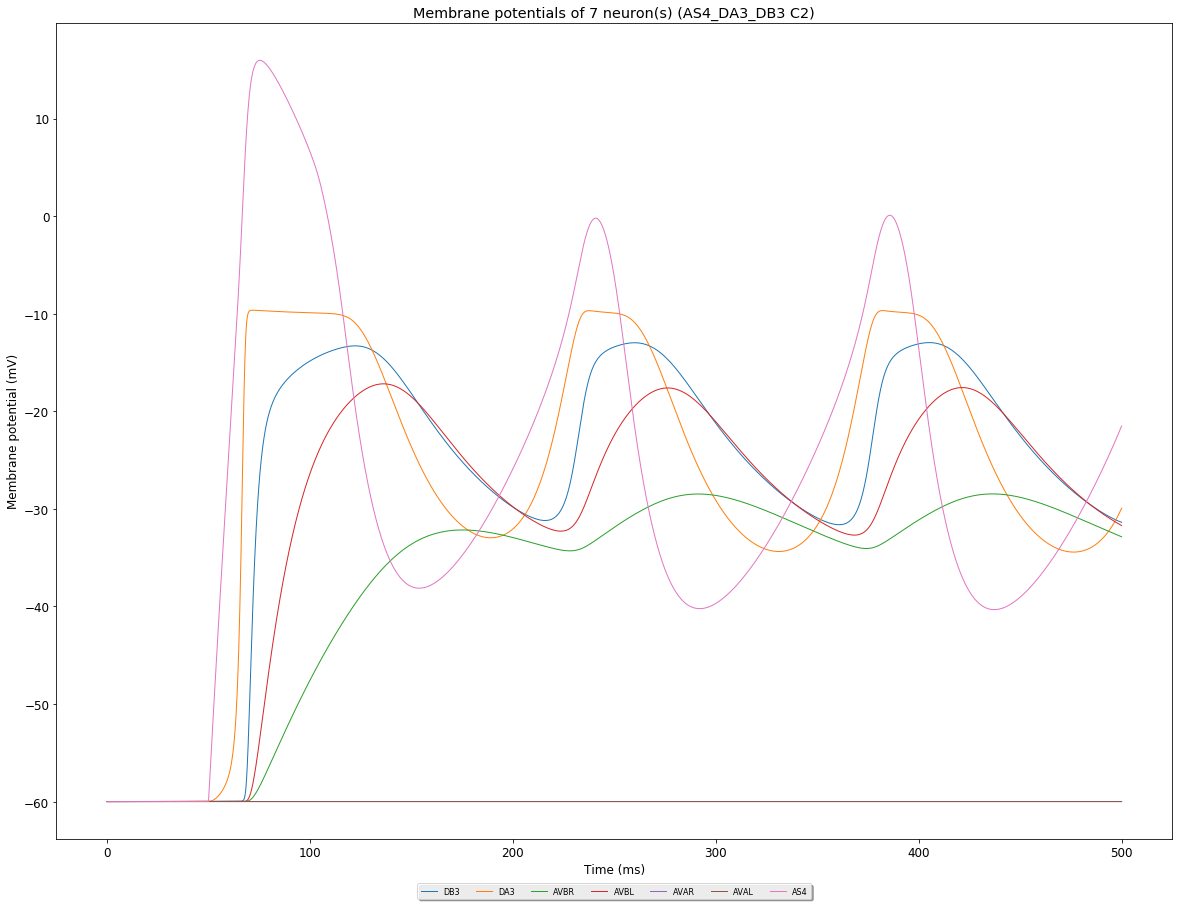 Membrane potentials of 7 neuron(s) (AS4_DA3_DB3 C2)
10
0
−10
−20
−30
−40
−50
−60
Membrane potential (mV)
0 100 200 300 400 500
Time (ms)
DB3 DA3 AVBR AVBL AVAR AVAL AS4